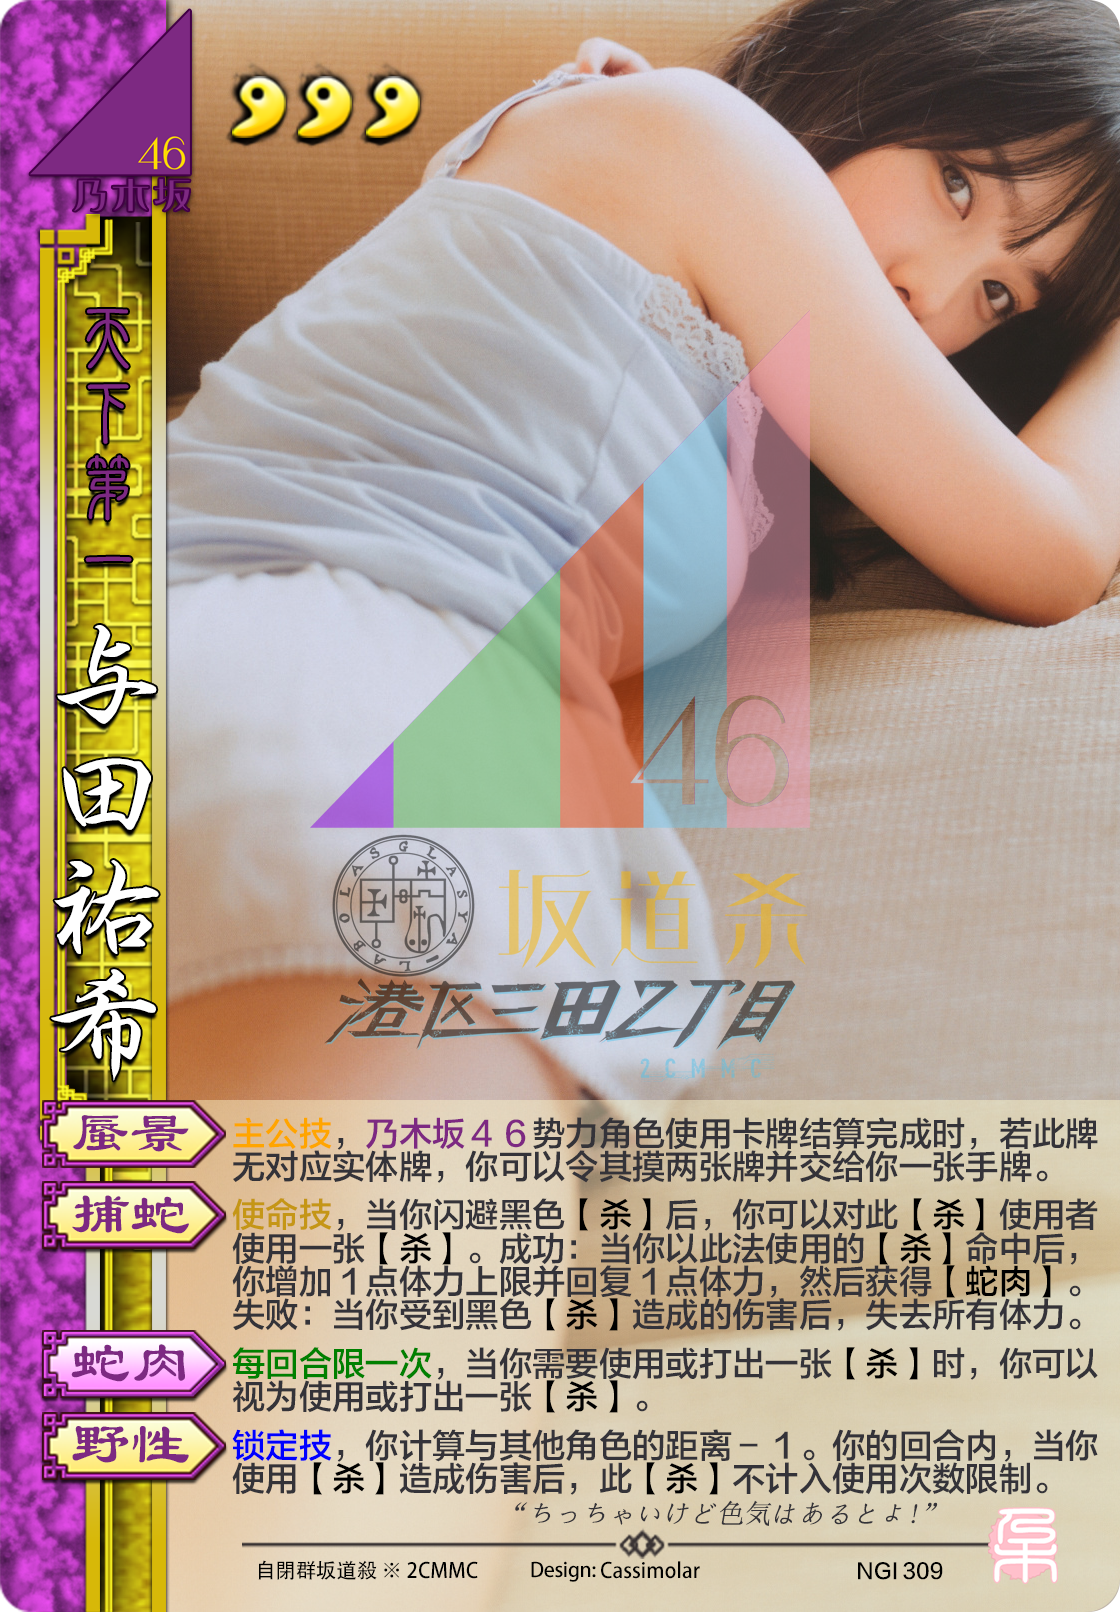 46
乃木坂
天下第一
与田祐希
46
GLASYA LABOLAS
坂道杀
港区三田乙丁目
2CMMC
蜃景
主公技，乃木坂４６势力角色使用卡牌结算完成时，若此牌
无对应实体牌，你可以令其摸两张牌并交给你一张手牌。
捕蛇
使命技，当你闪避黑色【杀】后，你可以对此【杀】使用者
使用一张【杀】。成功：当你以此法使用的【杀】命中后，
你增加１点体力上限并回复１点体力，然后获得【蛇肉】。
失败：当你受到黑色【杀】造成的伤害后，失去所有体力。
蛇肉
每回合限一次，当你需要使用或打出一张【杀】时，你可以
视为使用或打出一张【杀】。
野性
锁定技，你计算与其他角色的距离－１。你的回合内，当你
使用【杀】造成伤害后，此【杀】不计入使用次数限制。
“ちっちゃいけど色気はあるとよ!”
自閉群坂道殺 ※ 2CMMC
Design: Cassimolar
NGI 309